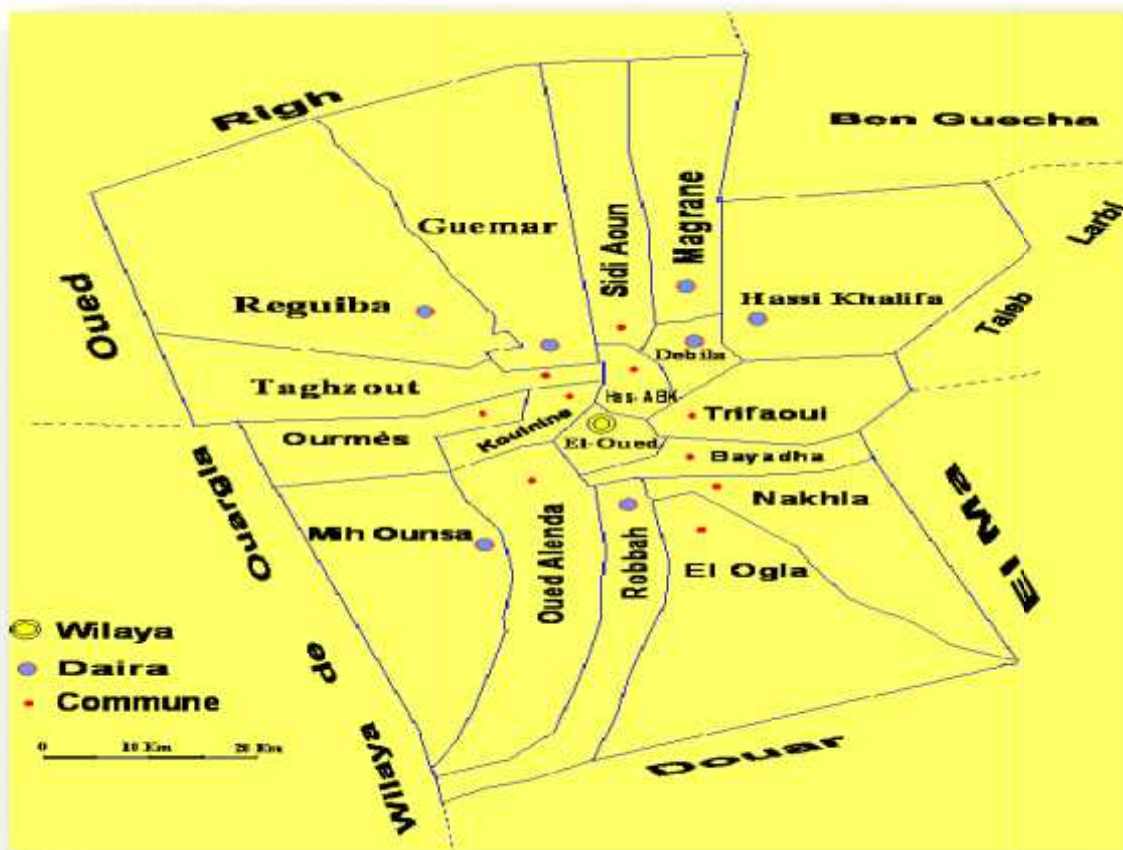 Righ
Ben Guecha
Guemar
Sidi Aoun
Magrane
Larbi
Oued
Reguiba
Hassi Khalifa
Taleb
Debila
Taghzout
Has- ABK
Trifaoui
Kouinine
Ourmès
El-Oued
Bayadha
Ouargla
Nakhla
El Ma
Mih Ounsa
Oued Alenda
Robbah
El Ogla
Wilaya
de
Daira
Commune
Wilaya
0 10 Km 20 Km
Douar